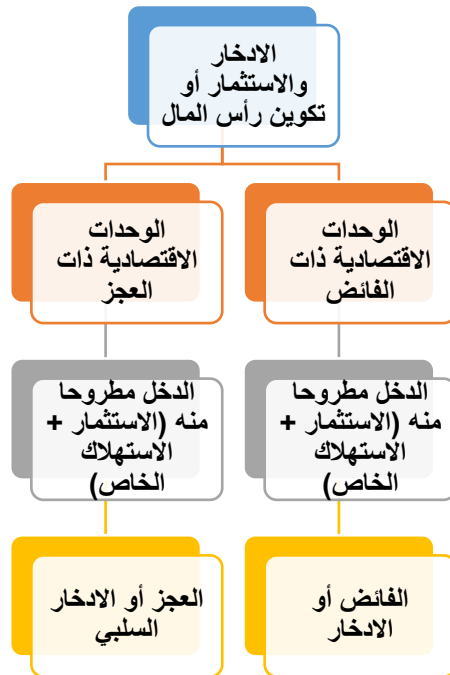 الادخار
والاستثمار أو
تكوين رأس المال
الوحدات
الاقتصادية ذات
الفائض
الوحدات
الاقتصادية ذات
العجز
الدخل مطروحا
منه (الاستثمار +
الاستهلاك
الخاص)
الدخل مطروحا
منه (الاستثمار +
الاستهلاك
الخاص)
الفائض أو
الادخار
العجز أو الادخار
السلبي